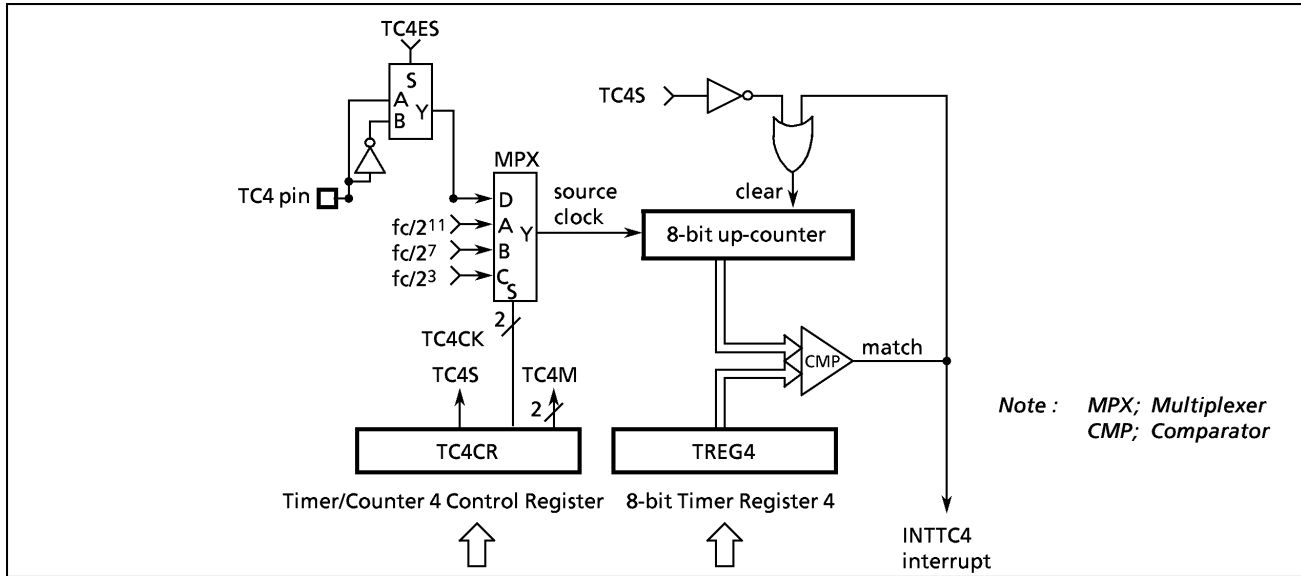 TC4ES
S
A
Y
B
TC4 pin
TC4S
MPX
D
fc/2¹¹
A
Y
fc/2⁷
B
fc/2³
C
S
source
clock
clear
8-bit up-counter
2
TC4CK
TC4S
TC4M
2
CMP
match
TC4CR
TREG4
Timer/Counter 4 Control Register
8-bit Timer Register 4
INTTC4
interrupt
Note : MPX; Multiplexer
CMP; Comparator